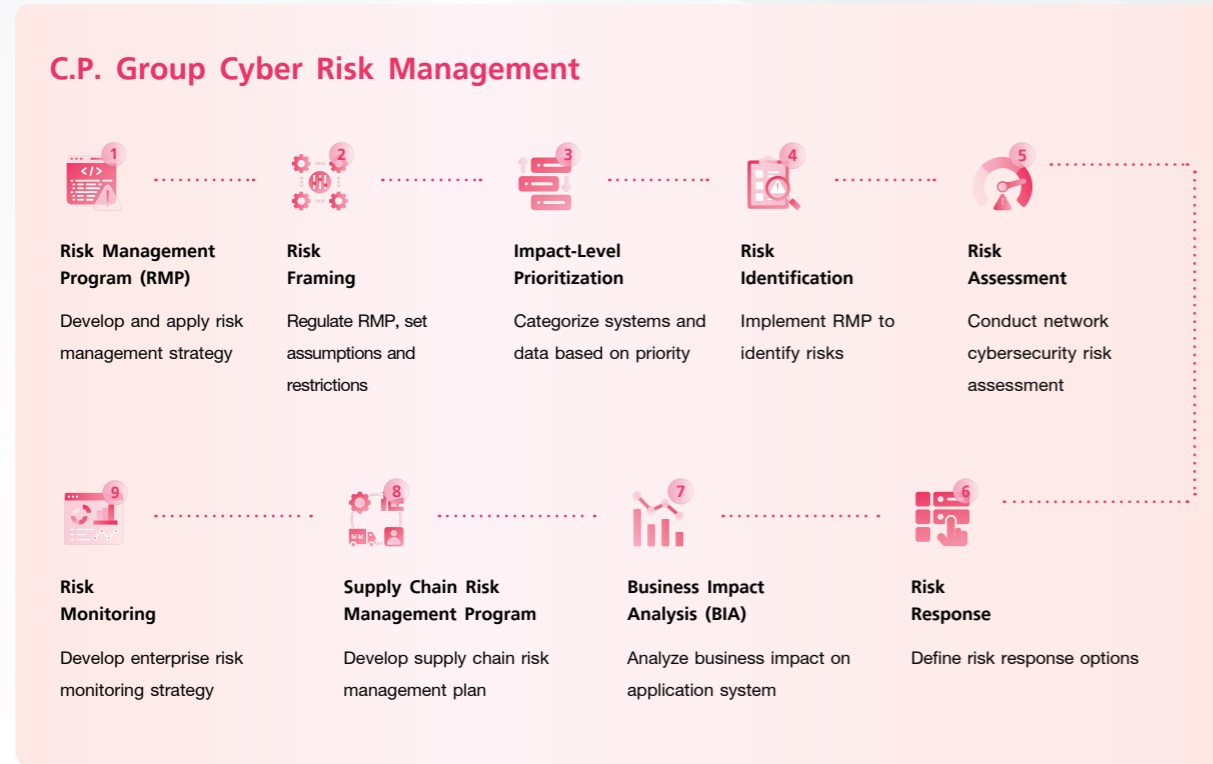 C.P. Group Cyber Risk Management
1
Risk Management
Program (RMP)
Develop and apply risk
management strategy
2
Risk
Framing
Regulate RMP, set
assumptions and
restrictions
3
Impact-Level
Prioritization
Categorize systems and
data based on priority
4
Risk
Identification
Implement RMP to
identify risks
5
Risk
Assessment
Conduct network
cybersecurity risk
assessment
6
Risk
Response
Define risk response options
7
Business Impact
Analysis (BIA)
Analyze business impact on
application system
8
Supply Chain Risk
Management Program
Develop supply chain risk
management plan
9
Risk
Monitoring
Develop enterprise risk
monitoring strategy